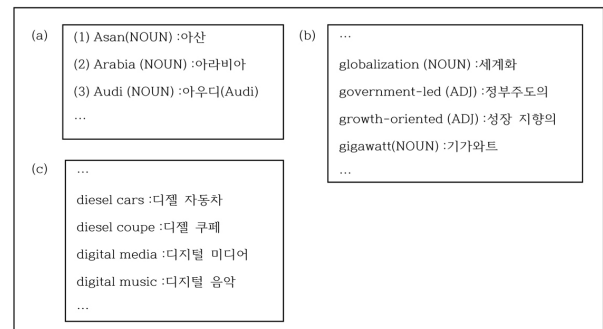 (a)
(1) Asan(NOUN) :아산
(2) Arabia (NOUN) :아라비아
(3) Audi (NOUN) :아우디(Audi)
…
(b)
…
globalization (NOUN) :세계화
government-led (ADJ) :정부주도의
growth-oriented (ADJ) :성장 지향의
gigawatt(NOUN) :기가와트
…
(c)
…
diesel cars :디젤 자동차
diesel coupe :디젤 쿠페
digital media :디지털 미디어
digital music :디지털 음악
…